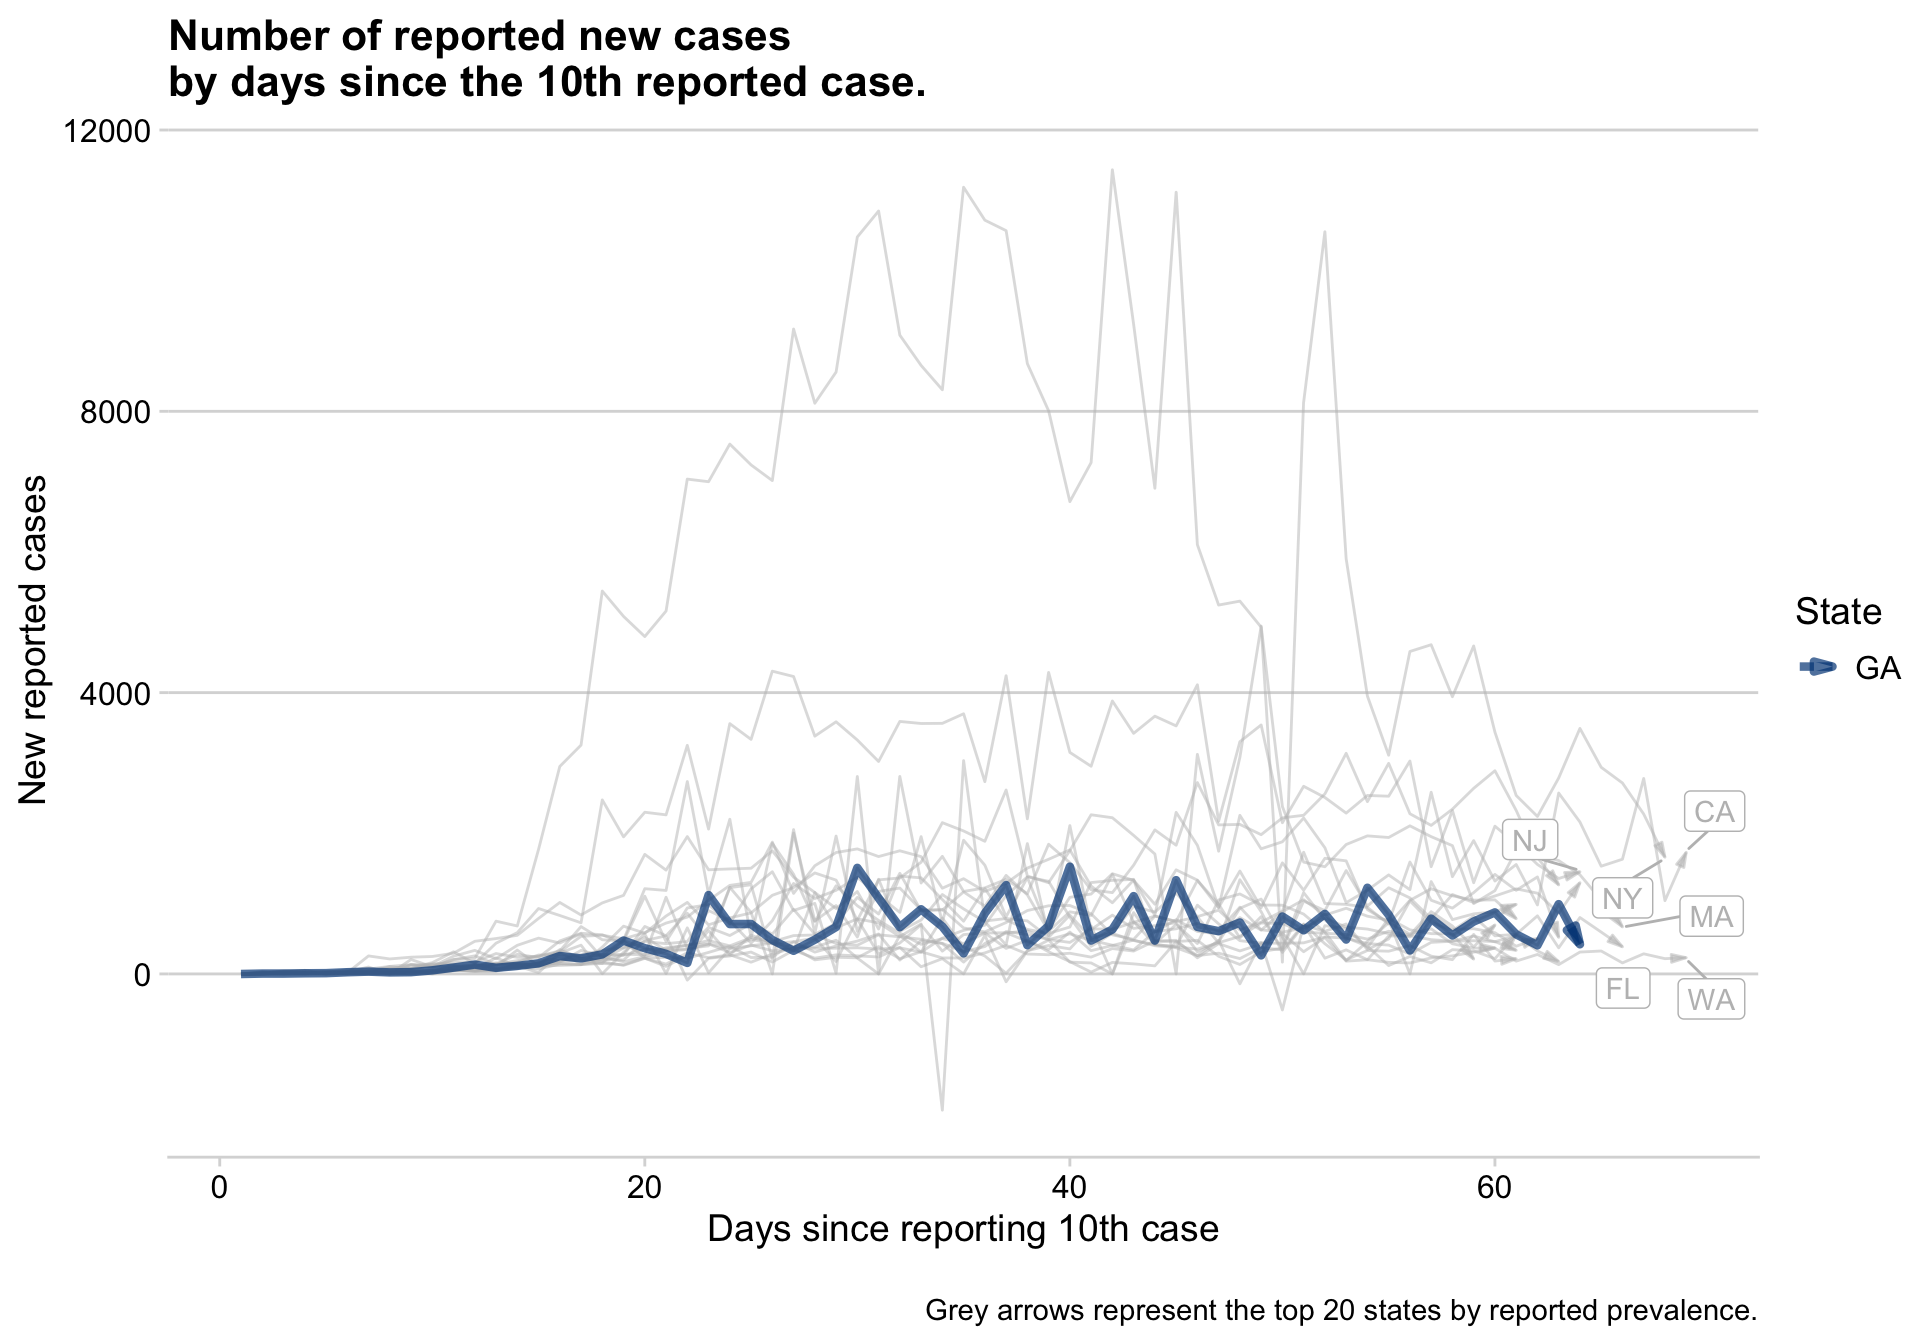 Number of reported new cases
by days since the 10th reported case.
12000
8000
4000
0
New reported cases
CA
NJ
NY
MA
FL
WA
State
GA
0
20
40
60
Days since reporting 10th case
Grey arrows represent the top 20 states by reported prevalence.